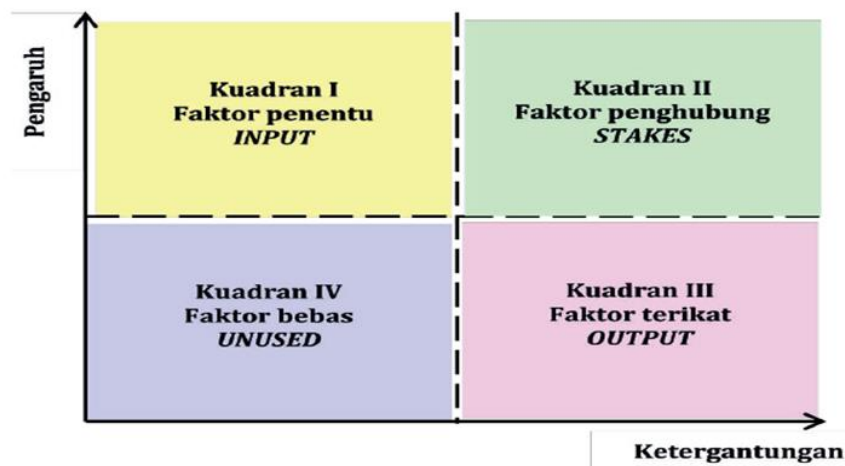 Pengaruh
Kuadran I
Faktor penentu
INPUT
Kuadran II
Faktor penghubung
STAKES
Kuadran IV
Faktor bebas
UNUSED
Kuadran III
Faktor terikat
OUTPUT
Ketergantungan